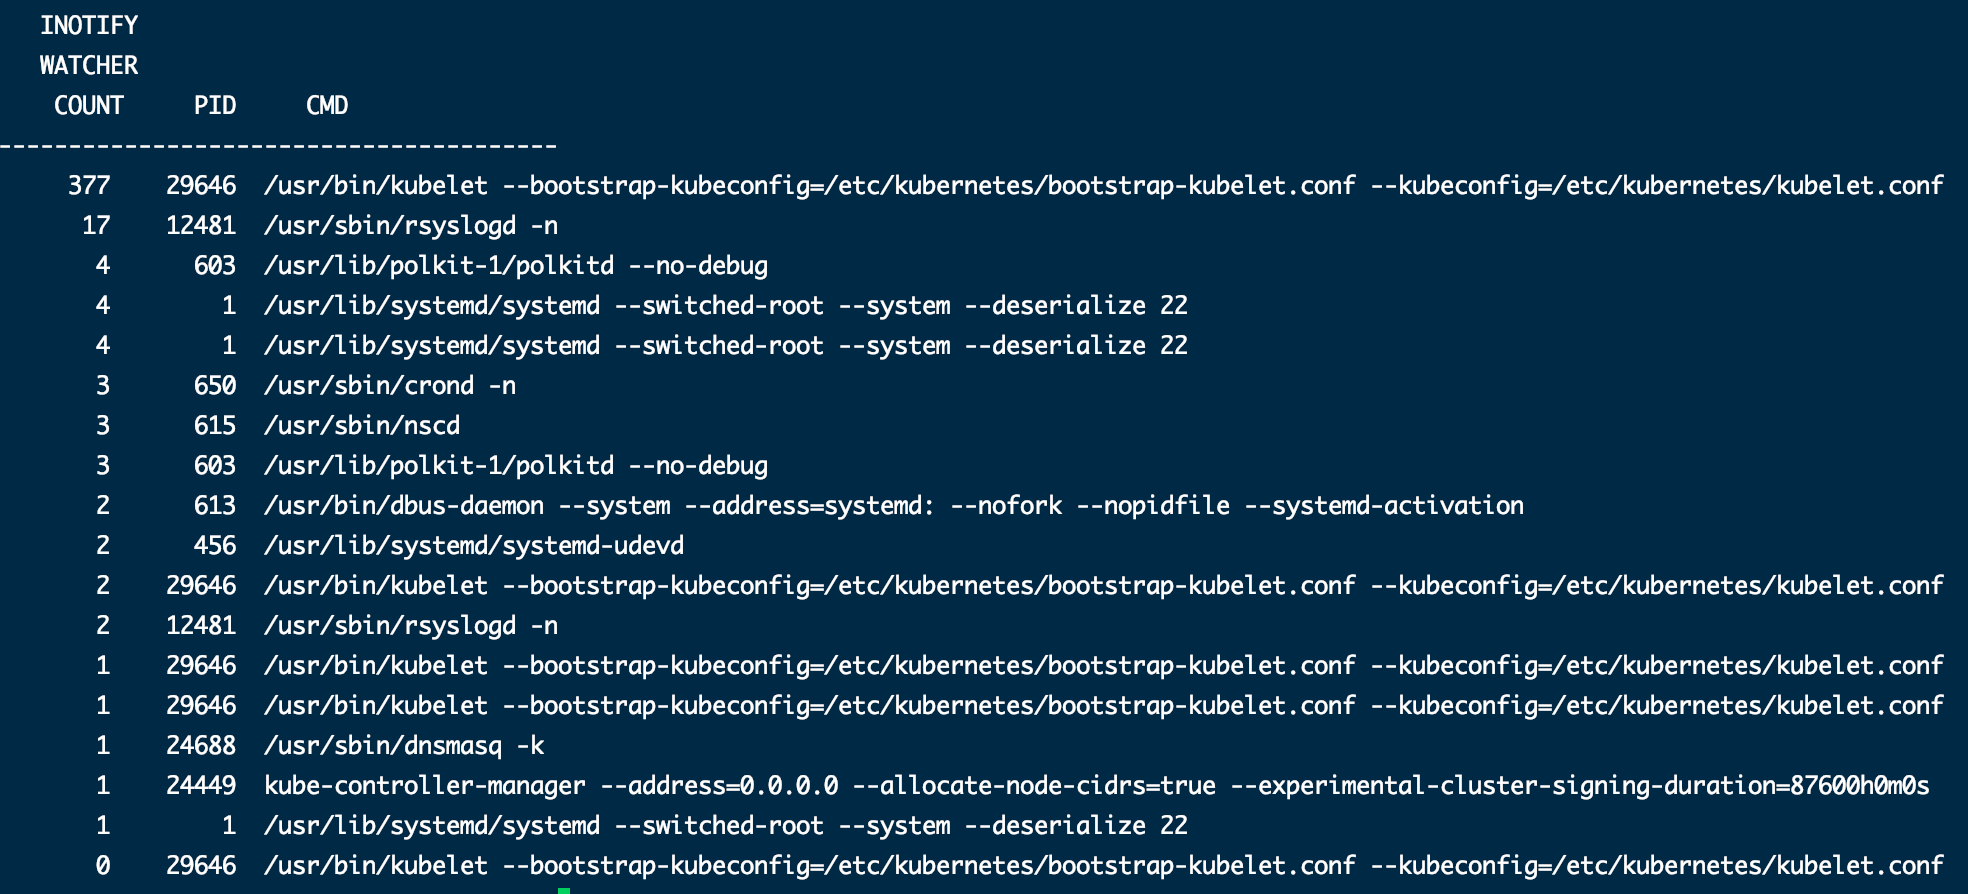 INOTIFY
WATCHER
COUNT     PID     CMD
----------------------------------------
377    29646  /usr/bin/kubelet --bootstrap-kubeconfig=/etc/kubernetes/bootstrap-kubelet.conf --kubeconfig=/etc/kubernetes/kubelet.conf
17    12481  /usr/sbin/rsyslogd -n
4      603  /usr/lib/polkit-1/polkitd --no-debug
4        1  /usr/lib/systemd/systemd --switched-root --system --deserialize 22
4        1  /usr/lib/systemd/systemd --switched-root --system --deserialize 22
3      650  /usr/sbin/crond -n
3      615  /usr/sbin/nscd
3      603  /usr/lib/polkit-1/polkitd --no-debug
2      613  /usr/bin/dbus-daemon --system --address=systemd: --nofork --nopidfile --systemd-activation
2      456  /usr/lib/systemd/systemd-udevd
2    29646  /usr/bin/kubelet --bootstrap-kubeconfig=/etc/kubernetes/bootstrap-kubelet.conf --kubeconfig=/etc/kubernetes/kubelet.conf
2    12481  /usr/sbin/rsyslogd -n
1    29646  /usr/bin/kubelet --bootstrap-kubeconfig=/etc/kubernetes/bootstrap-kubelet.conf --kubeconfig=/etc/kubernetes/kubelet.conf
1    29646  /usr/bin/kubelet --bootstrap-kubeconfig=/etc/kubernetes/bootstrap-kubelet.conf --kubeconfig=/etc/kubernetes/kubelet.conf
1    24688  /usr/sbin/dnsmasq -k
1    24449  kube-controller-manager --address=0.0.0.0 --allocate-node-cidrs=true --experimental-cluster-signing-duration=87600h0m0s
1        1  /usr/lib/systemd/systemd --switched-root --system --deserialize 22
0    29646  /usr/bin/kubelet --bootstrap-kubeconfig=/etc/kubernetes/bootstrap-kubelet.conf --kubeconfig=/etc/kubernetes/kubelet.conf